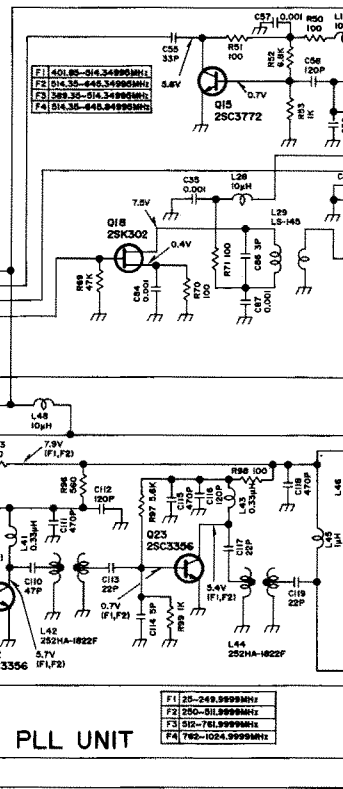 C57 0.001
R50
100
C55
33P
R51
100
R52
6.8K
C56
120P
F1 401.85-514.34995MHz
F2 514.35-645.34995MHz
F3 389.35-514.34995MHz
F4 514.35-645.84995MHz
5.6V
0.7V
Q15
2SC3772
R53
1K
C35
0.001
L28
10μH
7.5V
L29
LS-145
Q18
2SK302
0.4V
R71 100
C86 3P
R69
47K
C84
0.001
R70
100
C87
0.001
L48
10μH
7.9V
(F1,F2)
R96
560
C112
120P
R98 100
L46
R97 5.6K
C115
470P
C116
120P
L43
0.33μH
C118
470P
L41
0.33μH
C111
470P
Q23
2SC3356
L45
1μH
C117
22P
C110
47P
C113
22P
5.4V
(F1,F2)
C119
22P
0.7V
(F1,F2)
C114 5P
R99 1K
L42
252HA-1822F
L44
252HA-1822F
3356
5.7V
(F1,F2)
F1 25-249.9999MHz
F2 250-511.9999MHz
F3 512-761.9999MHz
F4 762-1024.9999MHz
PLL UNIT